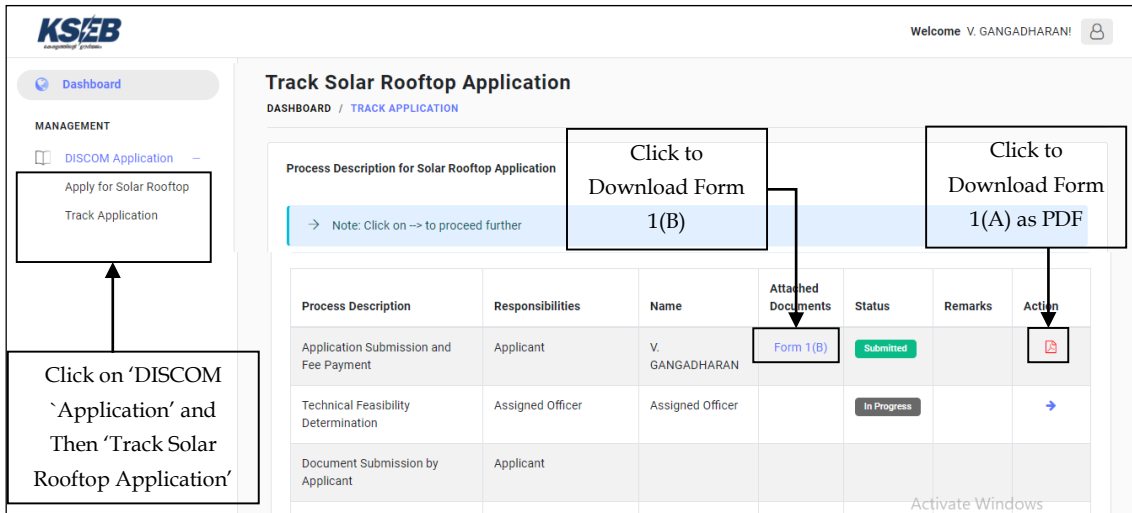 KSEB
Welcome V. GANGADHARAN!
Dashboard
MANAGEMENT
DISCOM Application
Apply for Solar Rooftop
Track Application
Click on ‘DISCOM
`Application’ and
Then ‘Track Solar
Rooftop Application’
Track Solar Rooftop Application
DASHBOARD / TRACK APPLICATION
Process Description for Solar Rooftop Application
Click to
Download Form
1(B)
Click to
Download Form
1(A) as PDF
→ Note: Click on --> to proceed further
Process Description Responsibilities Name Attached Documents Status Remarks Action
Application Submission and Fee Payment Applicant V. GANGADHARAN Form 1(B) Submitted
Technical Feasibility Determination Assigned Officer Assigned Officer In Progress →
Document Submission by Applicant Applicant
Activate Windows